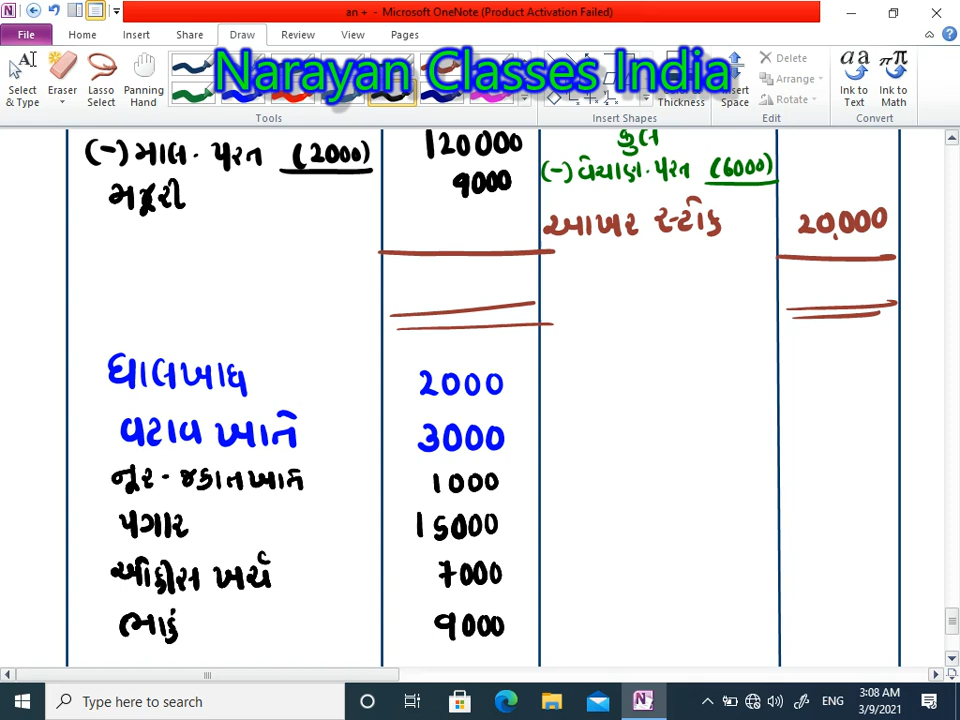 an + - Microsoft OneNote (Product Activation Failed)
File Home Insert Share Draw Review View Pages
Narayan Classes India
Select & Type Eraser Lasso Select Panning Hand Thickness Insert Space Delete Arrange Rotate Ink to Text Ink to Math
Tools Insert Shapes Edit Convert
120000 કુલ
(-) માલ પરત (2000) (-) વેચાણ પરત (6000)
મજૂરી 9000
આખર સ્ટોક 20,000
ઘાલખાધ 2000
વટાવ ખાતે 3000
નૂર - જકાત ખાતે 1000
પગાર 15000
ઓફીસ ખર્ચ 7000
ભાડું 9000
Type here to search
ENG 3:08 AM
3/9/2021